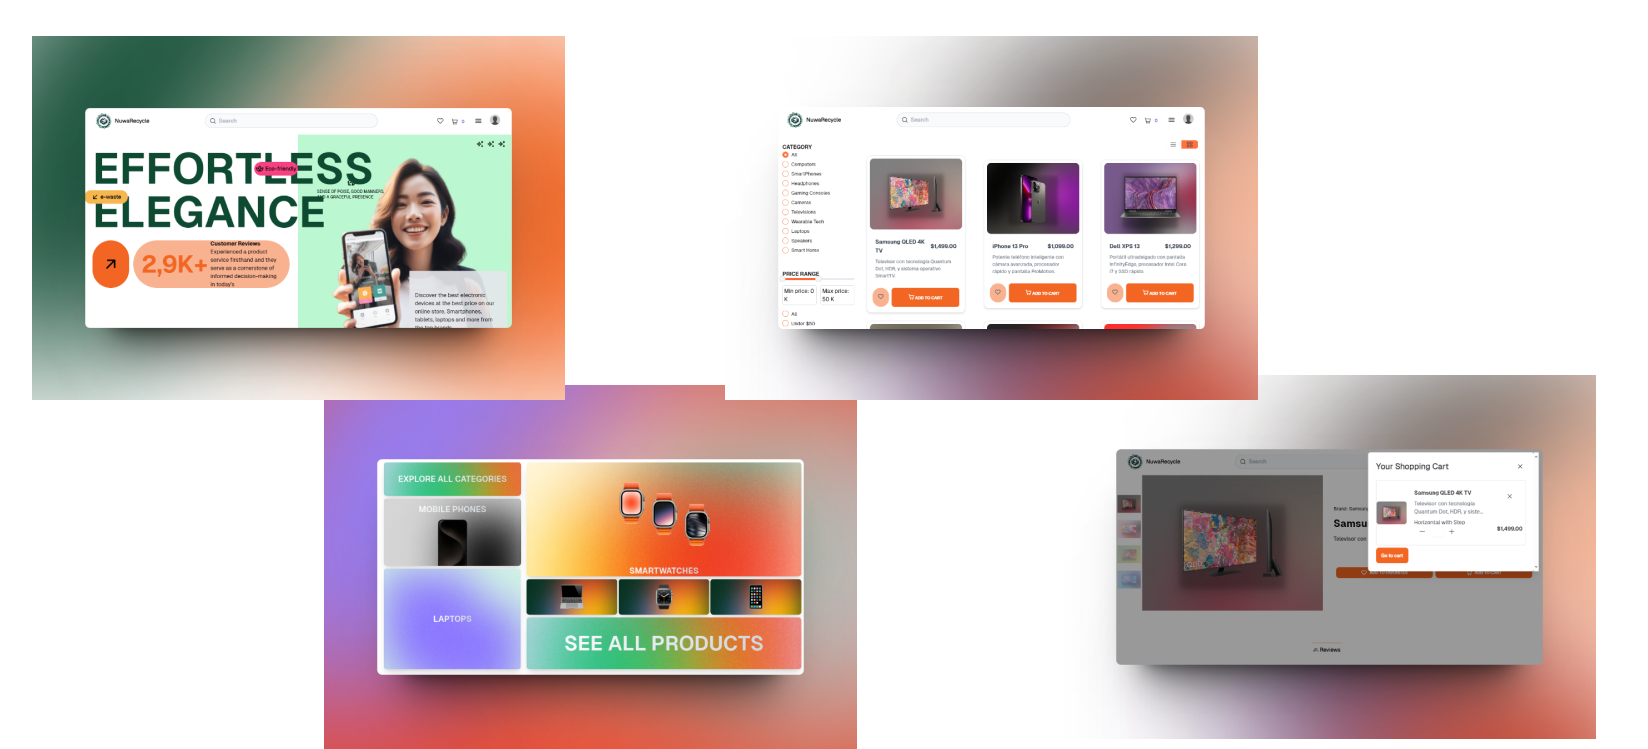 NuwaRecycle
Search
0
EFFORTLESS
Eco-friendly
SENSE OF POISE, GOOD MANNERS,
AND A GRACEFUL PRESENCE
e-waste
ELEGANCE
2,9K+
Customer Reviews
Experienced a product
service firsthand and they
serve as a cornerstone of
informed decision-making
in today's
Discover the best electronic
devices at the best price on our
online store. Smartphones,
tablets, laptops and more from
the top brands
NuwaRecycle
Search
0
CATEGORY
All
Computers
SmartPhones
Headphones
Gaming Consoles
Cameras
Televisions
Wearable Tech
Laptops
Speakers
Smart Home
PRICE RANGE
Min price: 0
K
Max price:
50 K
All
Under $50
Samsung QLED 4K
TV
$1,499.00
Televisor con tecnología Quantum
Dot, HDR, y sistema operativo
SmartTV.
ADD TO CART
iPhone 13 Pro
$1,099.00
Potente teléfono inteligente con
cámara avanzada, procesador
rápido y pantalla ProMotion.
ADD TO CART
Dell XPS 13
$1,299.00
Portátil ultradelgado con pantalla
InfinityEdge, procesador Intel Core
i7 y SSD rápido.
ADD TO CART
EXPLORE ALL CATEGORIES
MOBILE PHONES
LAPTOPS
SMARTWATCHES
SEE ALL PRODUCTS
NuwaRecycle
Search
Brand: Samsung
Samsu
Televisor con
ADD TO CART
Reviews
Your Shopping Cart
Samsung QLED 4K TV
Televisor con tecnología
Quantum Dot, HDR, y siste...
Horizontal with Step
$1,499.00
Go to cart